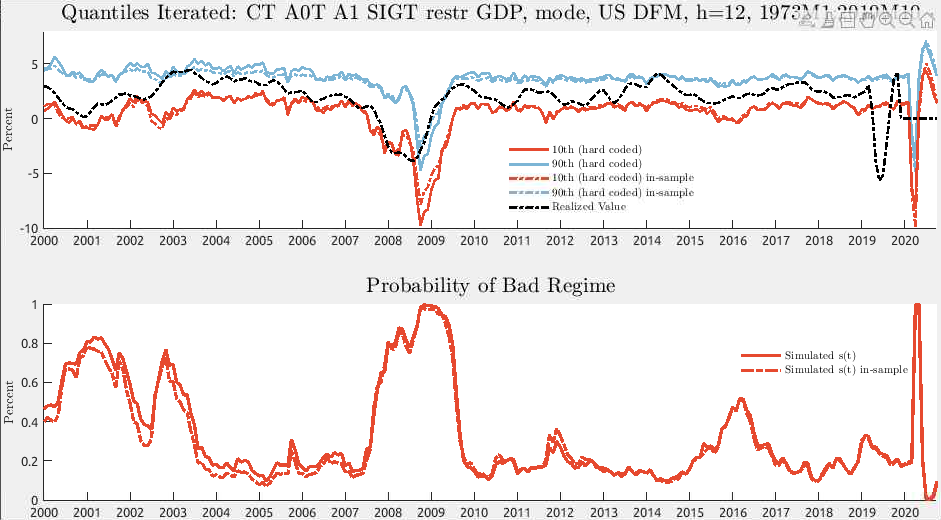 Quantiles Iterated: CT A0T A1 SIGT restr GDP, mode, US DFM, h=12, 1973M1-2019M10
5
0
-5
-10
Percent
10th (hard coded)
90th (hard coded)
10th (hard coded) in-sample
90th (hard coded) in-sample
Realized Value
2000 2001 2002 2003 2004 2005 2006 2007 2008 2009 2010 2011 2012 2013 2014 2015 2016 2017 2018 2019 2020
Probability of Bad Regime
1
0.8
0.6
0.4
0.2
0
Percent
Simulated s(t)
Simulated s(t) in-sample
2000 2001 2002 2003 2004 2005 2006 2007 2008 2009 2010 2011 2012 2013 2014 2015 2016 2017 2018 2019 2020